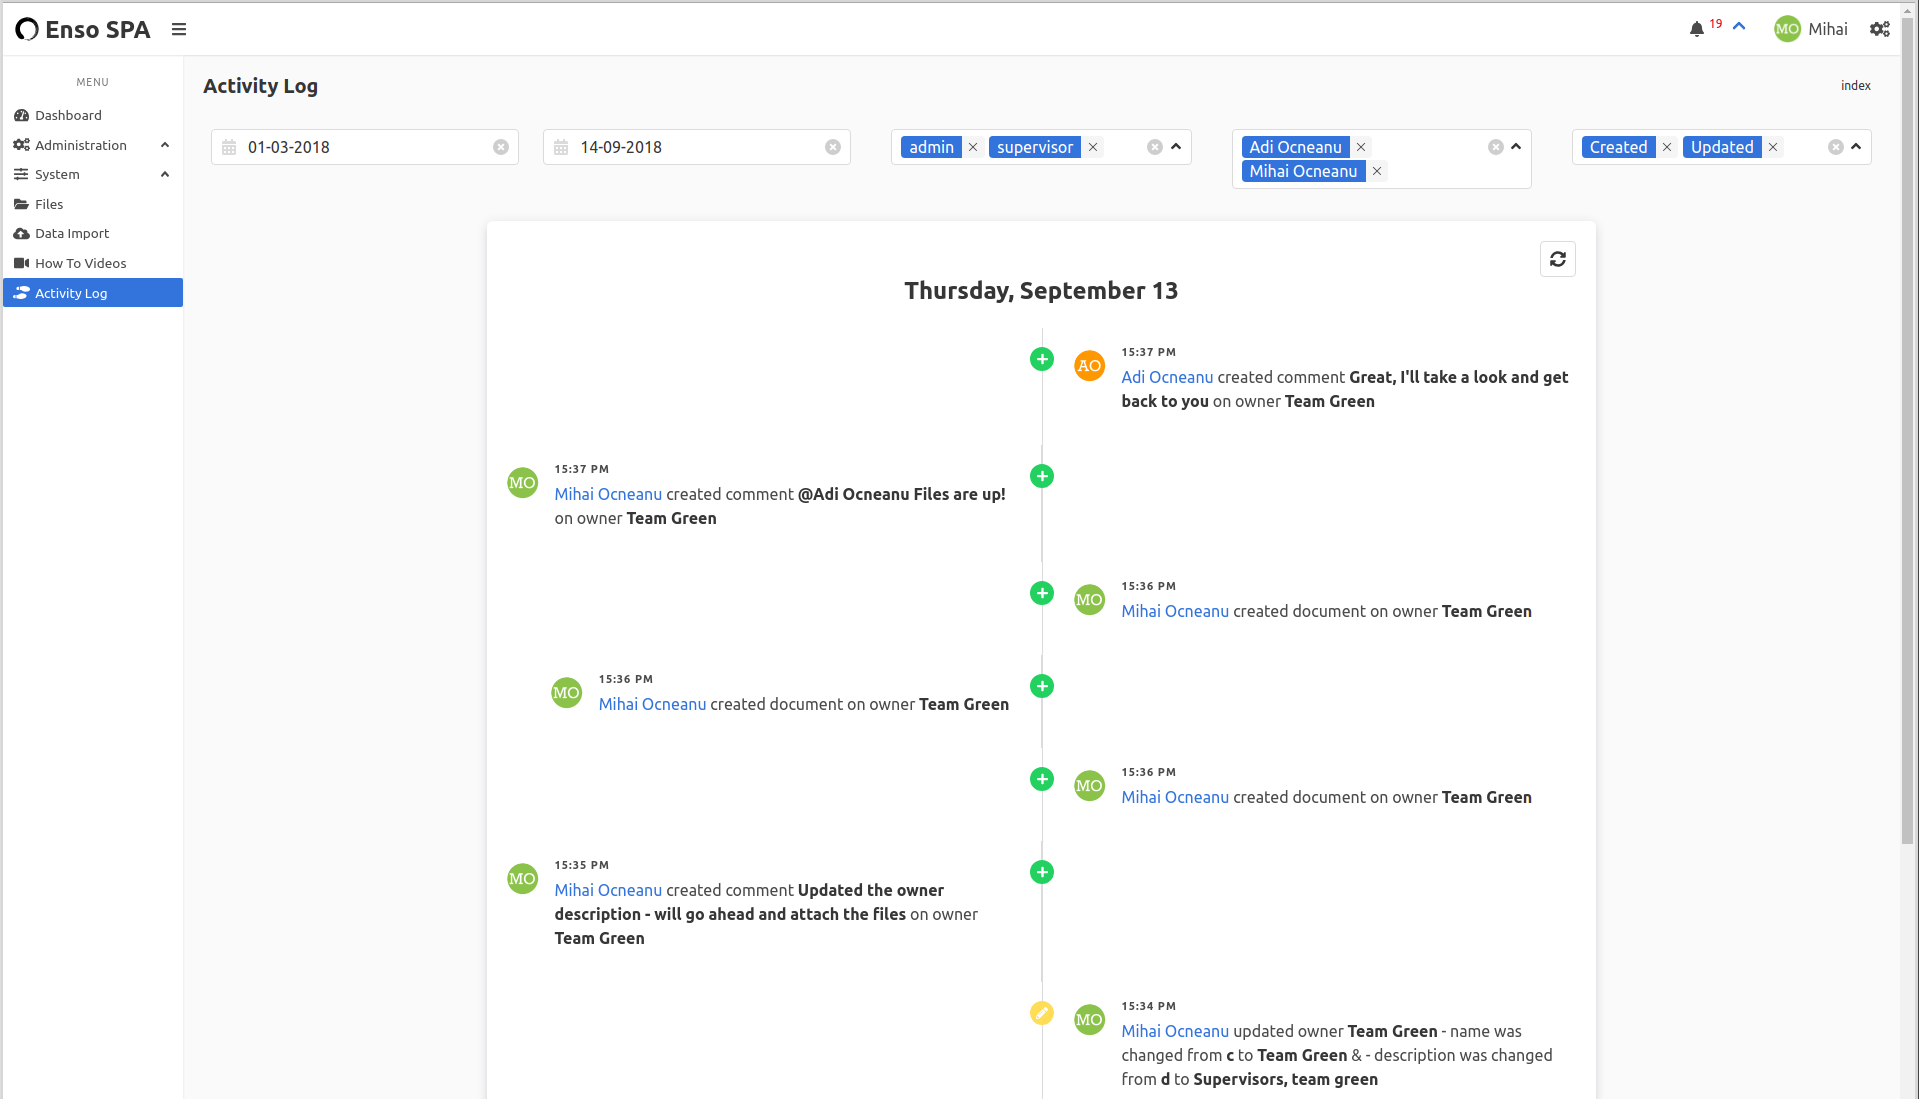 Enso SPA
19
MO Mihai
MENU
Dashboard
Administration
System
Files
Data Import
How To Videos
Activity Log
Activity Log
index
01-03-2018
14-09-2018
admin × supervisor ×
Adi Ocneanu ×
Mihai Ocneanu ×
Created × Updated ×
Thursday, September 13
AO
15:37 PM
Adi Ocneanu created comment Great, I'll take a look and get
back to you on owner Team Green
MO
15:37 PM
Mihai Ocneanu created comment @Adi Ocneanu Files are up!
on owner Team Green
MO
15:36 PM
Mihai Ocneanu created document on owner Team Green
MO
15:36 PM
Mihai Ocneanu created document on owner Team Green
MO
15:36 PM
Mihai Ocneanu created document on owner Team Green
MO
15:35 PM
Mihai Ocneanu created comment Updated the owner
description - will go ahead and attach the files on owner
Team Green
MO
15:34 PM
Mihai Ocneanu updated owner Team Green - name was
changed from c to Team Green & - description was changed
from d to Supervisors, team green